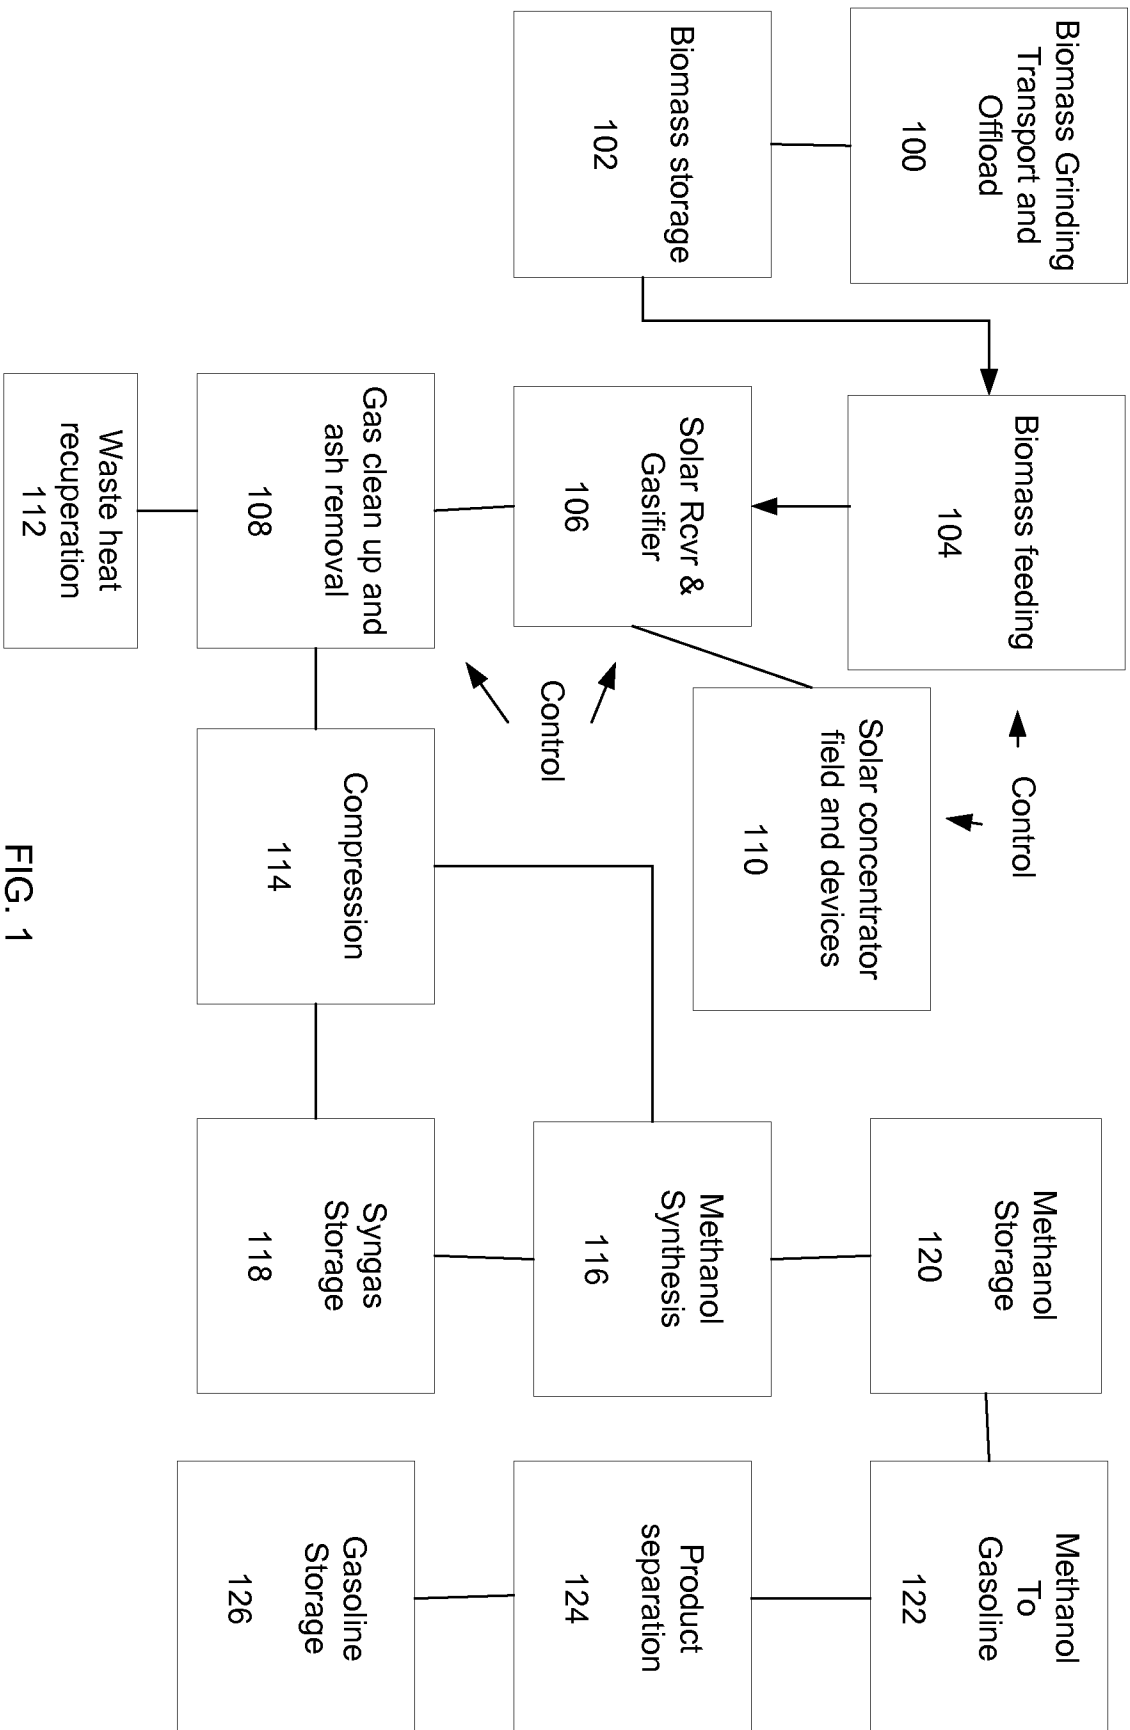 Biomass Grinding
Transport and
Offload
100
Biomass storage
102
Biomass feeding
104
Control
Solar Rcvr &
Gasifier
106
Solar concentrator
field and devices
110
Control
Gas clean up and
ash removal
108
Waste heat
recuperation
112
Compression
114
Methanol
Storage
120
Methanol
Synthesis
116
Syngas
Storage
118
Methanol
To
Gasoline
122
Product
separation
124
Gasoline
Storage
126
FIG. 1